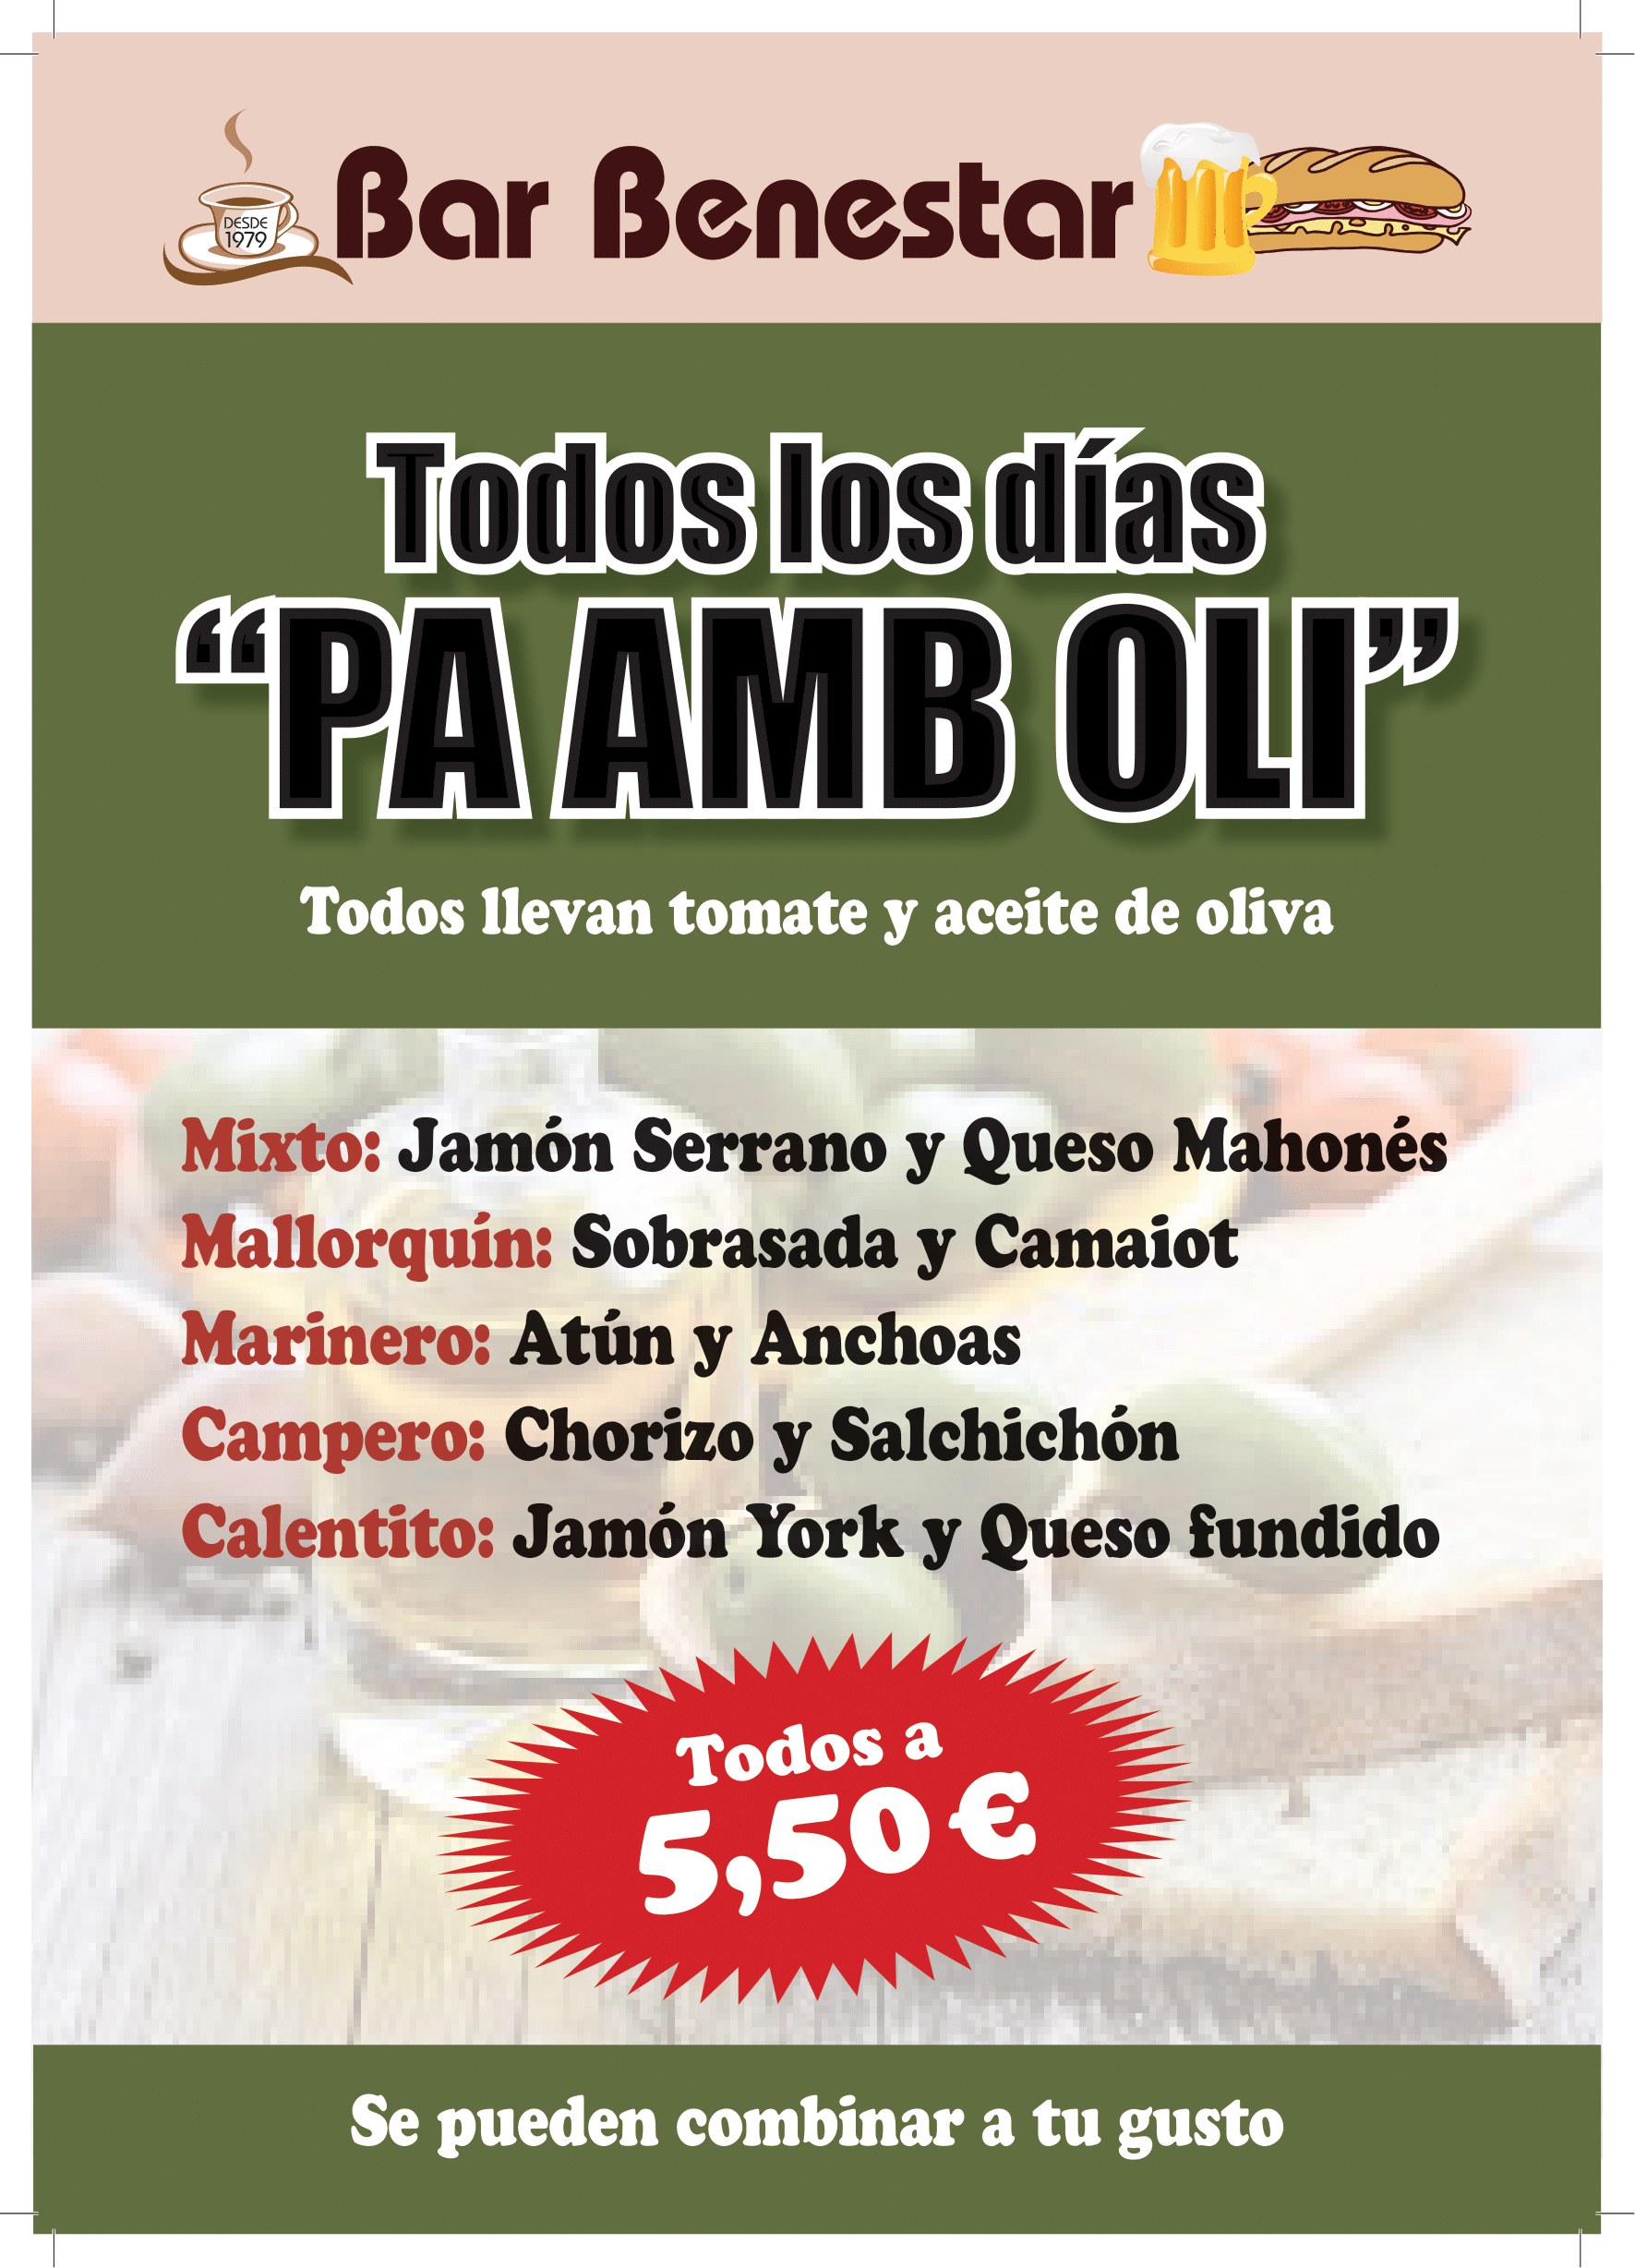 DESDE
1979
Bar Benestar
Todos los días
“PA AMB OLI”
Todos llevan tomate y aceite de oliva
Mixto: Jamón Serrano y Queso Mahonés
Mallorquín: Sobrasada y Camaiot
Marinero: Atún y Anchoas
Campero: Chorizo y Salchichón
Calentito: Jamón York y Queso fundido
Todos a
5,50 €
Se pueden combinar a tu gusto